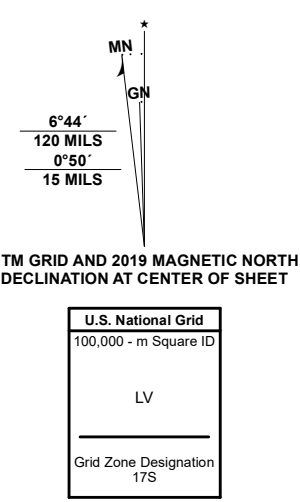 MN
GN
6°44´
120 MILS
0°50´
15 MILS
TM GRID AND 2019 MAGNETIC NORTH
DECLINATION AT CENTER OF SHEET
U.S. National Grid
100,000 - m Square ID
LV
Grid Zone Designation
17S